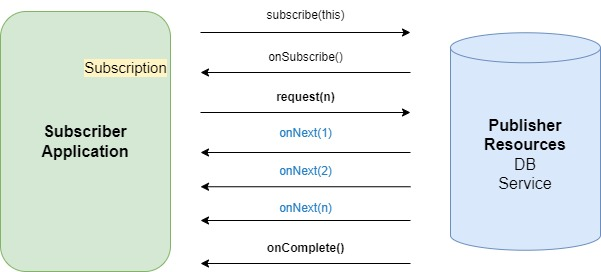 subscribe(this)
onSubscribe()
Subscription
request(n)
Subscriber
Application
onNext(1)
onNext(2)
onNext(n)
onComplete()
Publisher
Resources
DB
Service